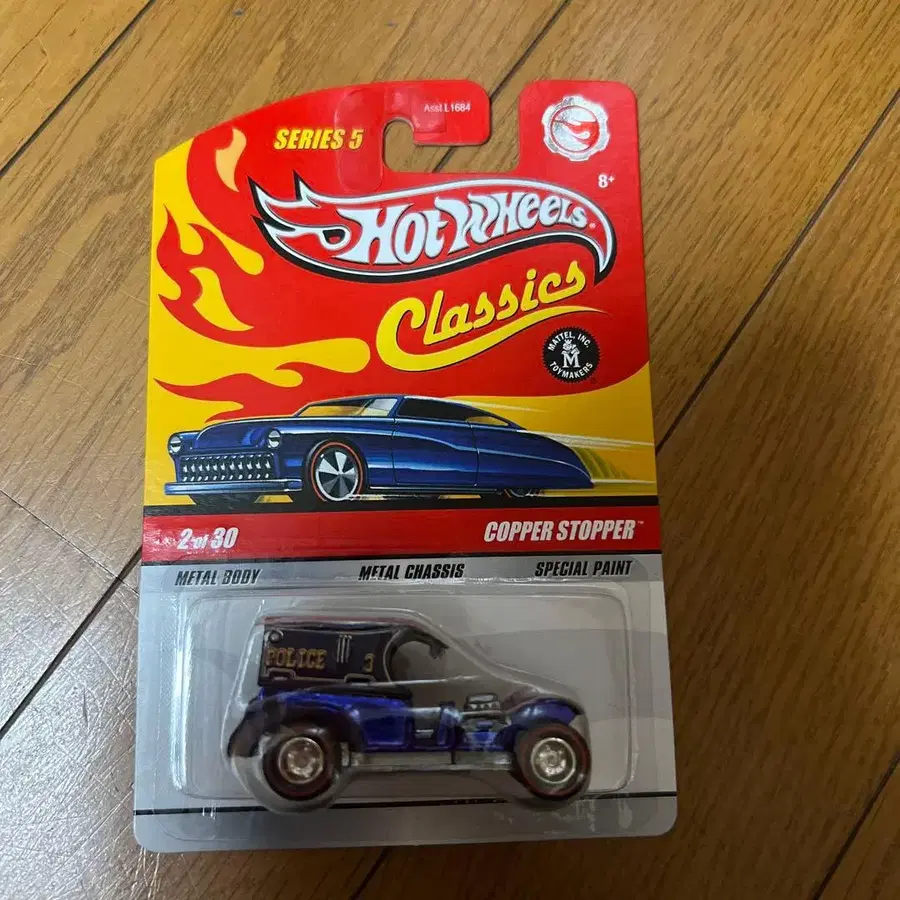 Asst L1684
SERIES 5
8+
HOT WHEELS®
Classics
MATTEL, INC.
M
TOYMAKERS
2 of 30
COPPER STOPPER™
METAL BODY
METAL CHASSIS
SPECIAL PAINT
POLICE
3